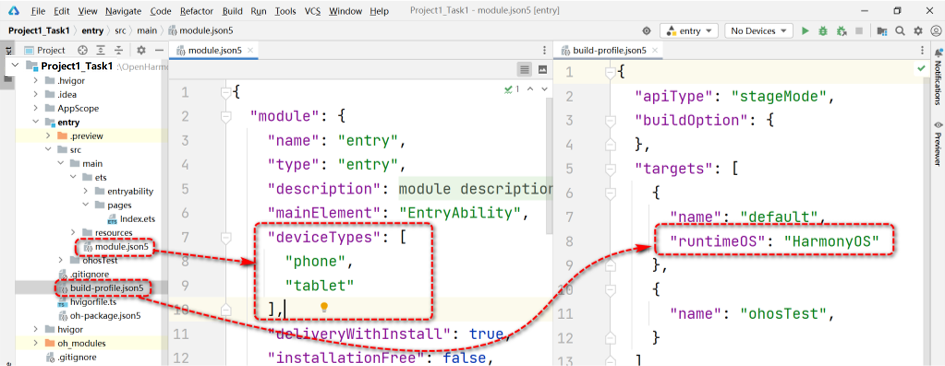 File Edit View Navigate Code Refactor Build Run Tools VCS Window Help Project1_Task1 - module.json5 [entry]
Project1_Task1 entry src main module.json5 entry No Devices
Project module.json5 build-profile.json5
Project1_Task1
.hvigor
.idea
AppScope
entry
.preview
src
main
ets
entryability
pages
Index.ets
resources
module.json5
ohosTest
.gitignore
build-profile.json5
hvigorfile.ts
oh-package.json5
hvigor
oh_modules
.gitignore
1 {
2 "module": {
3 "name": "entry",
4 "type": "entry",
5 "description": module description
6 "mainElement": "EntryAbility",
7 "deviceTypes": [
8 "phone",
9 "tablet"
10 ],
11 "deliveryWithInstall": true,
12 "installationFree": false,
1
1 {
2 "apiType": "stageMode",
3 "buildOption": {
4 },
5 "targets": [
6 {
7 "name": "default",
8 "runtimeOS": "HarmonyOS"
9 },
10 {
11 "name": "ohosTest",
12 }
13 ]
Notifications
Previewer